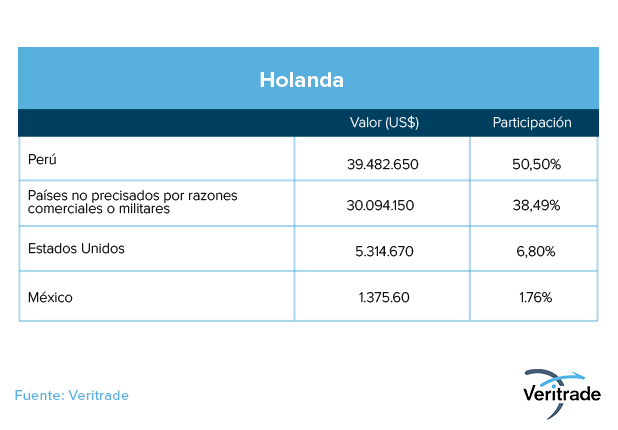 Holanda
Valor (US$) Participación
Perú 39.482.650 50,50%
Países no precisados por razones
comerciales o militares 30.094.150 38,49%
Estados Unidos 5.314.670 6,80%
México 1.375.60 1.76%
Fuente: Veritrade
Veritrade